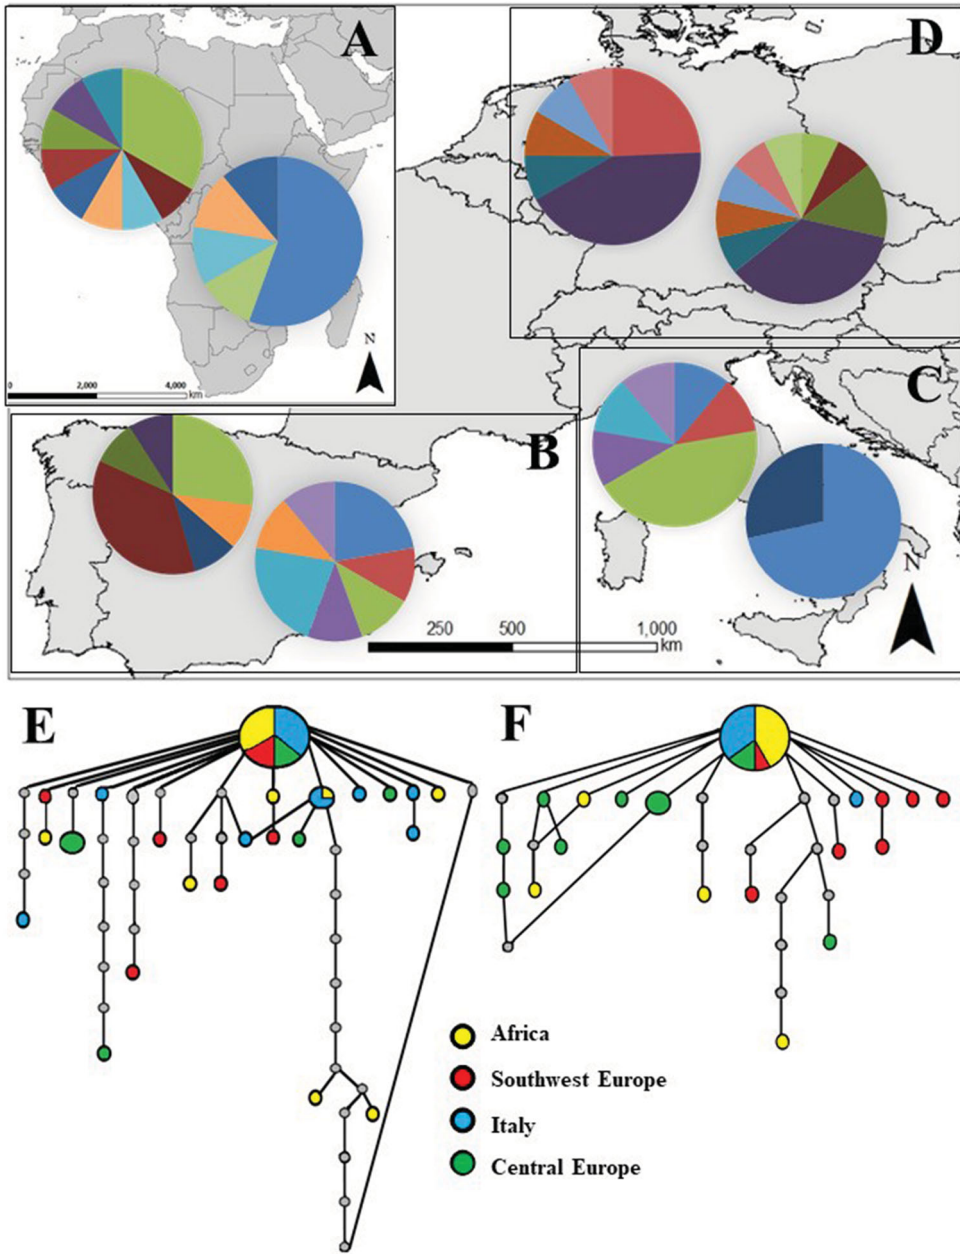 A
D
N
0 2,000 4,000
km
B
C
N
250 500 1,000
km
E
F
Africa
Southwest Europe
Italy
Central Europe